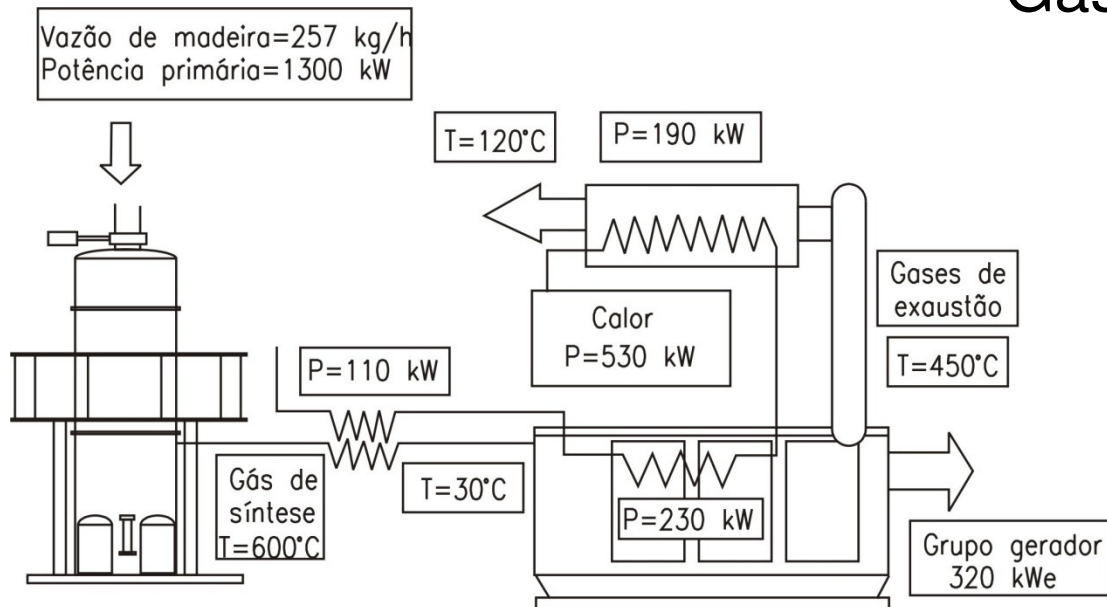 Gas
Vazão de madeira=257 kg/h
Potência primária=1300 kW
T=120°C
P=190 kW
Gases de
exaustão
T=450°C
Calor
P=530 kW
P=110 kW
Gás de
síntese
T=600°C
T=30°C
P=230 kW
Grupo gerador
320 kWe